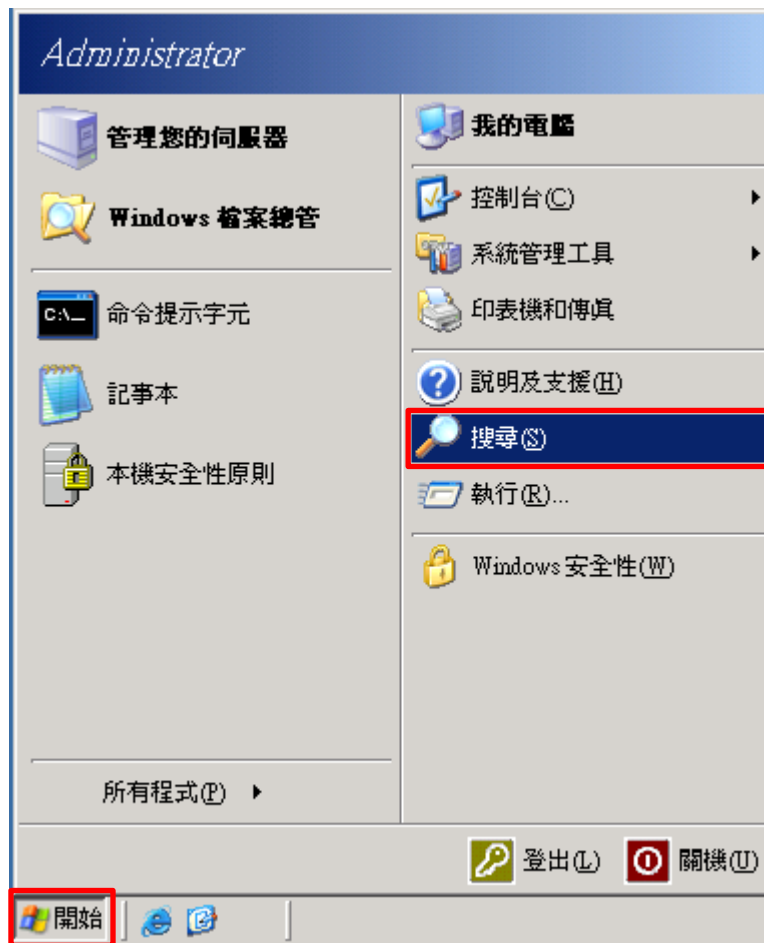 Administrator
管理您的伺服器
Windows 檔案總管
命令提示字元
C:\_
記事本
本機安全性原則
所有程式(P)
我的電腦
控制台(C)
系統管理工具
印表機和傳真
說明及支援(H)
搜尋(S)
執行(R)...
Windows 安全性(W)
登出(L)
關機(U)
開始